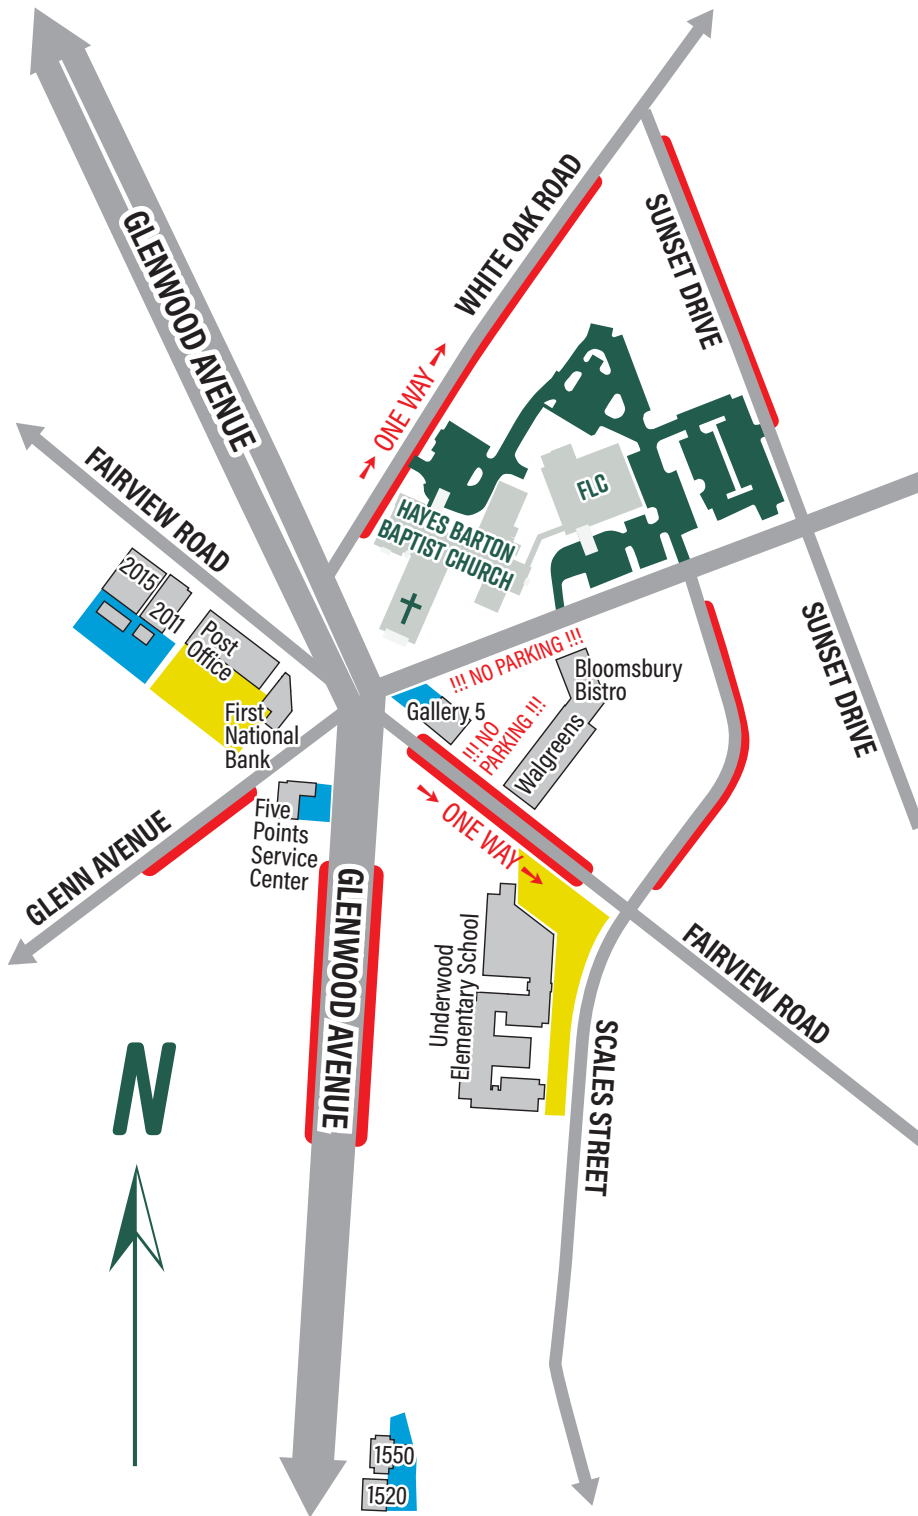 WHITE OAK ROAD
SUNSET DRIVE
GLENWOOD AVENUE
ONE WAY
FAIRVIEW ROAD
FLC
HAYES BARTON
BAPTIST CHURCH
2015
2011
Post
Office
SUNSET DRIVE
!!! NO PARKING !!!
Bloomsbury
Bistro
Gallery 5
!!! NO
PARKING !!!
Walgreens
First
National
Bank
Five
Points
Service
Center
ONE WAY
GLENN AVENUE
GLENWOOD AVENUE
Underwood
Elementary School
FAIRVIEW ROAD
SCALES STREET
N
1550
1520